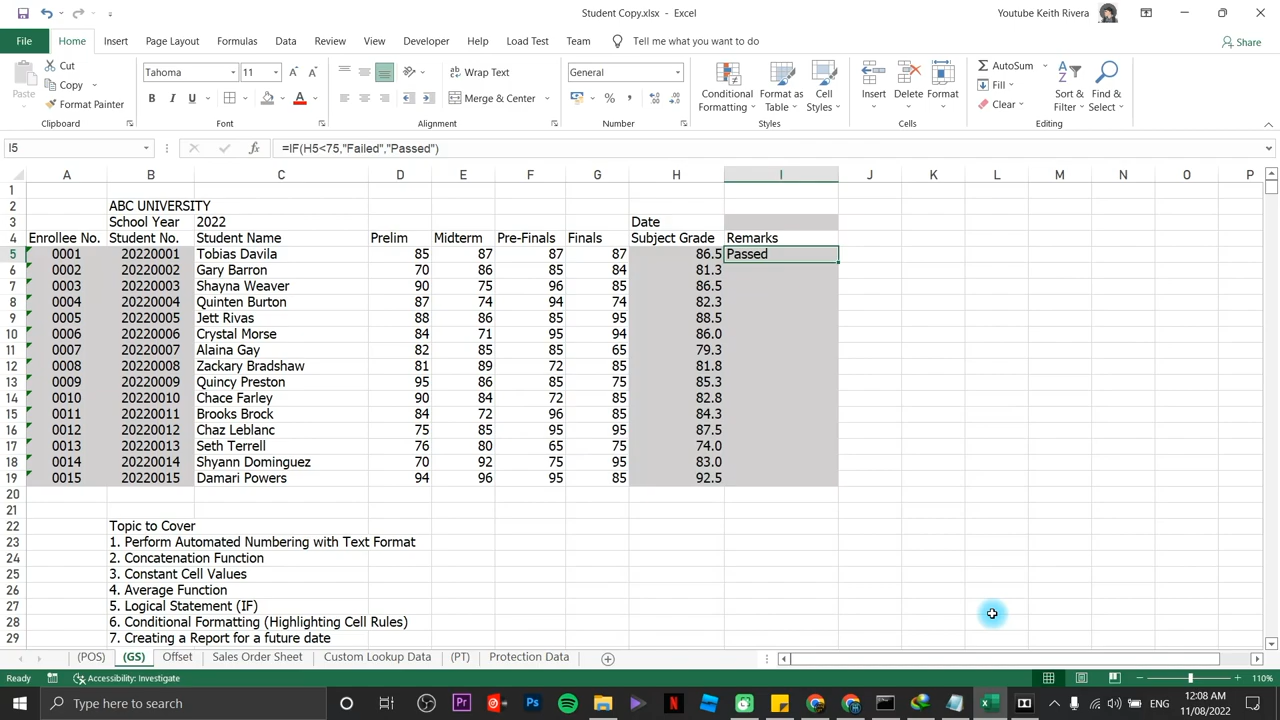 Student Copy.xlsx - Excel
Youtube Keith Rivera
File Home Insert Page Layout Formulas Data Review View Developer Help Load Test Team Tell me what you want to do Share
Paste
Cut
Copy
Format Painter
Clipboard
Tahoma 11
B I U A
Font
Wrap Text
Merge & Center
Alignment
General
%
Number
Conditional Formatting
Format as Table
Cell Styles
Styles
Insert Delete Format
Cells
AutoSum
Fill
Clear
Sort & Filter
Find & Select
Editing
I5 fx =IF(H5<75,"Failed","Passed")
A B C D E F G H I J K L M N O P
1
2 ABC UNIVERSITY
3 School Year 2022 Date
4 Enrollee No. Student No. Student Name Prelim Midterm Pre-Finals Finals Subject Grade Remarks
5 0001 20220001 Tobias Davila 85 87 87 87 86.5 Passed
6 0002 20220002 Gary Barron 70 86 85 84 81.3
7 0003 20220003 Shayna Weaver 90 75 96 85 86.5
8 0004 20220004 Quinten Burton 87 74 94 74 82.3
9 0005 20220005 Jett Rivas 88 86 85 95 88.5
10 0006 20220006 Crystal Morse 84 71 95 94 86.0
11 0007 20220007 Alaina Gay 82 85 85 65 79.3
12 0008 20220008 Zackary Bradshaw 81 89 72 85 81.8
13 0009 20220009 Quincy Preston 95 86 85 75 85.3
14 0010 20220010 Chace Farley 90 84 72 85 82.8
15 0011 20220011 Brooks Brock 84 72 96 85 84.3
16 0012 20220012 Chaz Leblanc 75 85 95 95 87.5
17 0013 20220013 Seth Terrell 76 80 65 75 74.0
18 0014 20220014 Shyann Dominguez 70 92 75 95 83.0
19 0015 20220015 Damari Powers 94 96 95 85 92.5
20
21
22 Topic to Cover
23 1. Perform Automated Numbering with Text Format
24 2. Concatenation Function
25 3. Constant Cell Values
26 4. Average Function
27 5. Logical Statement (IF)
28 6. Conditional Formatting (Highlighting Cell Rules)
29 7. Creating a Report for a future date
(POS) (GS) Offset Sales Order Sheet Custom Lookup Data (PT) Protection Data
Ready Accessibility: Investigate 110%
Type here to search
Pr Ps ENG
12:08 AM
11/08/2022